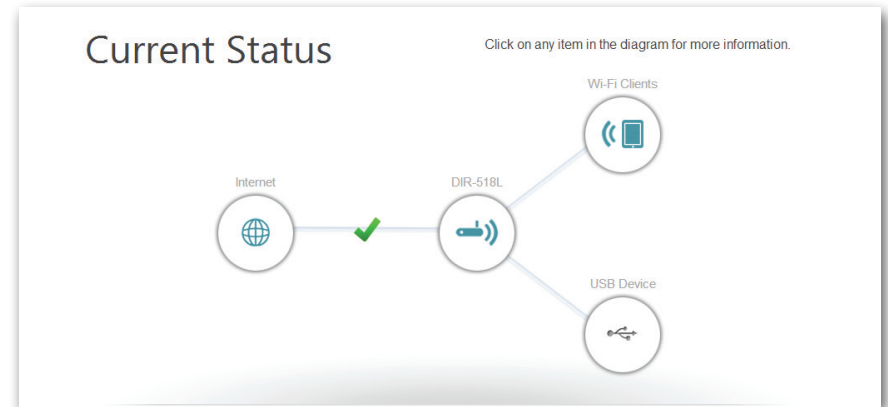 Current Status
Click on any item in the diagram for more information.
Wi-Fi Clients
Internet
DIR-518L
USB Device